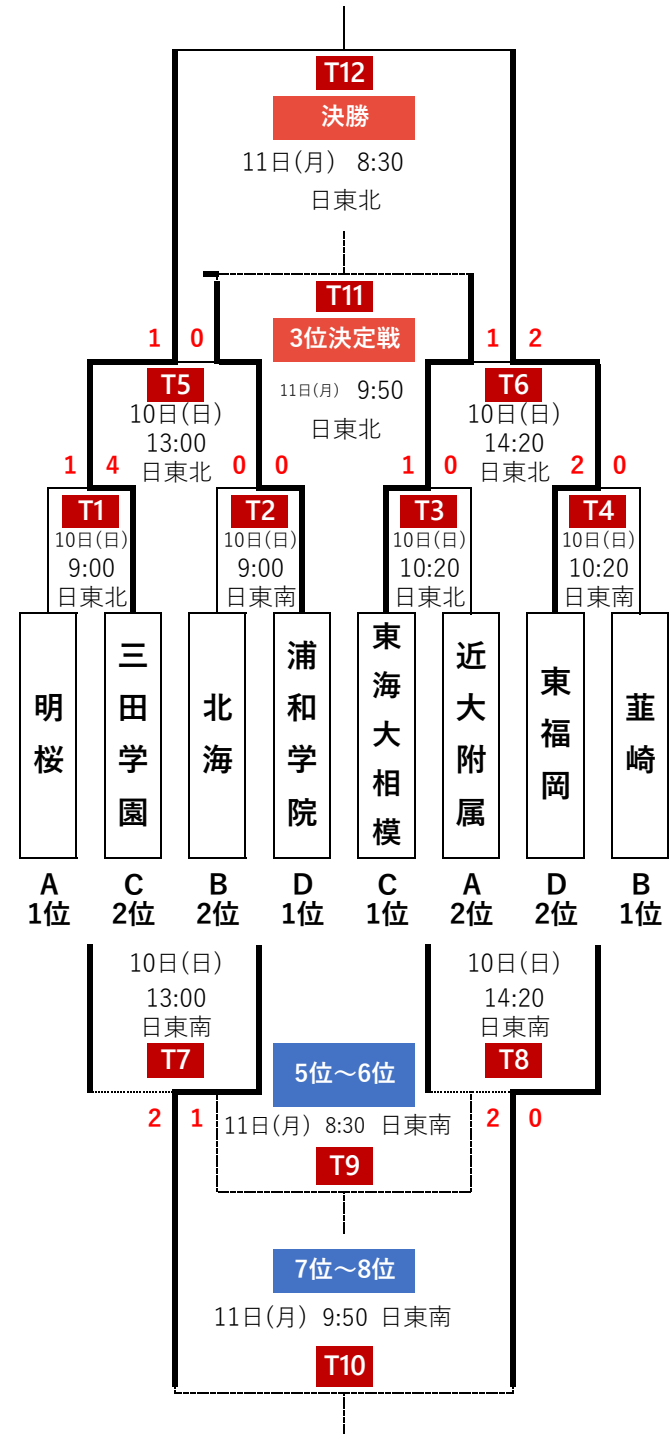 T12
決勝
11日(月) 8:30
日東北
T11
1 0 3位決定戦 1 2
T5 11日(月) 9:50 T6
10日(日) 日東北 10日(日)
13:00 14:20
日東北 日東北
1 4 0 0 1 0 2 0
T1 T2 T3 T4
10日(日) 10日(日) 10日(日) 10日(日)
9:00 9:00 10:20 10:20
日東北 日東南 日東北 日東南
明桜 三田学園 北海 浦和学院 東海大相模 近大附属 東福岡 韮崎
A C B D C A D B
1位 2位 2位 1位 1位 2位 2位 1位
10日(日) 10日(日)
13:00 14:20
日東南 日東南
T7 5位～6位 T8
2 1 11日(月) 8:30 日東南 2 0
T9
7位～8位
11日(月) 9:50 日東南
T10